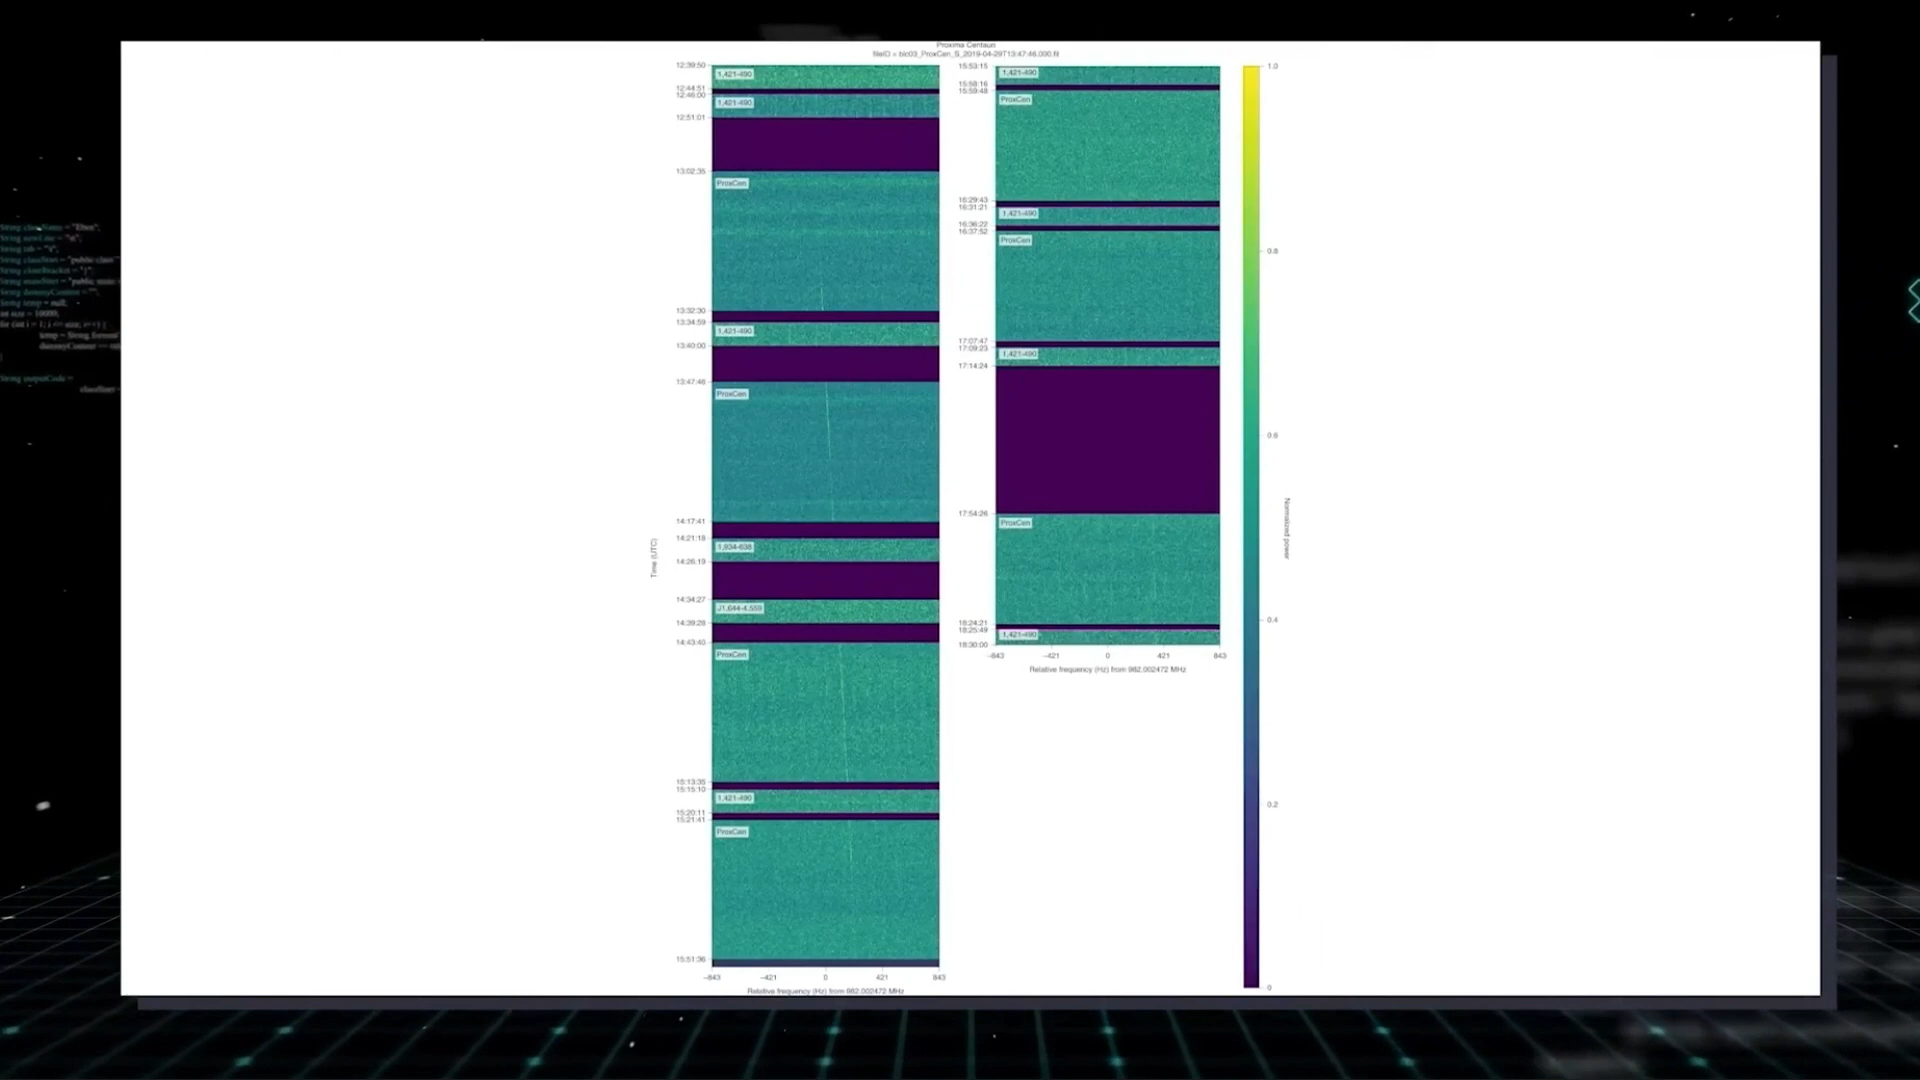 Proxima Centauri
fileID = blc03_ProxCen_S_2019-04-29T13:47:46.000.fil
12:39:50
1,421-490
12:44:51
12:46:00
1,421-490
12:51:01
13:02:35
ProxCen
13:32:30
13:34:59
1,421-490
13:40:00
13:47:46
ProxCen
14:17:41
14:21:18
1,934-638
14:26:19
14:34:27
J1,644-4,559
14:39:28
14:43:40
ProxCen
15:13:35
15:15:10
1,421-490
15:20:11
15:21:41
ProxCen
15:51:36
Time (UTC)
−843 −421 0 421 843
Relative frequency (Hz) from 982.002472 MHz
15:53:15
1,421-490
15:58:16
15:59:48
ProxCen
16:29:43
16:31:21
1,421-490
16:36:22
16:37:52
ProxCen
17:07:47
17:09:23
1,421-490
17:14:24
17:54:26
ProxCen
18:24:21
18:25:49
1,421-490
18:30:00
−843 −421 0 421 843
Relative frequency (Hz) from 982.002472 MHz
1.0
0.8
0.6
0.4
0.2
0
Normalized power
String temp = null;
int size = 10000;